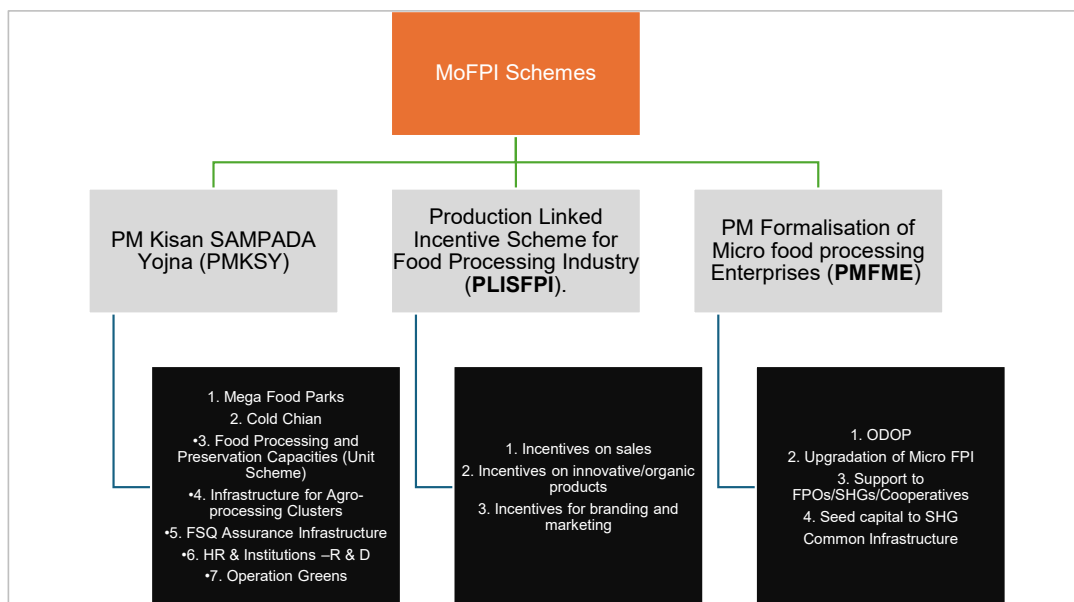 MoFPI Schemes
PM Kisan SAMPADA
Yojna (PMKSY)
Production Linked
Incentive Scheme for
Food Processing Industry
(PLISFPI).
PM Formalisation of
Micro food processing
Enterprises (PMFME)
1. Mega Food Parks
2. Cold Chian
•3. Food Processing and
Preservation Capacities (Unit
Scheme)
•4. Infrastructure for Agro-
processing Clusters
•5. FSQ Assurance Infrastructure
•6. HR & Institutions –R & D
•7. Operation Greens
1. Incentives on sales
2. Incentives on innovative/organic
products
3. Incentives for branding and
marketing
1. ODOP
2. Upgradation of Micro FPI
3. Support to
FPOs/SHGs/Cooperatives
4. Seed capital to SHG
Common Infrastructure